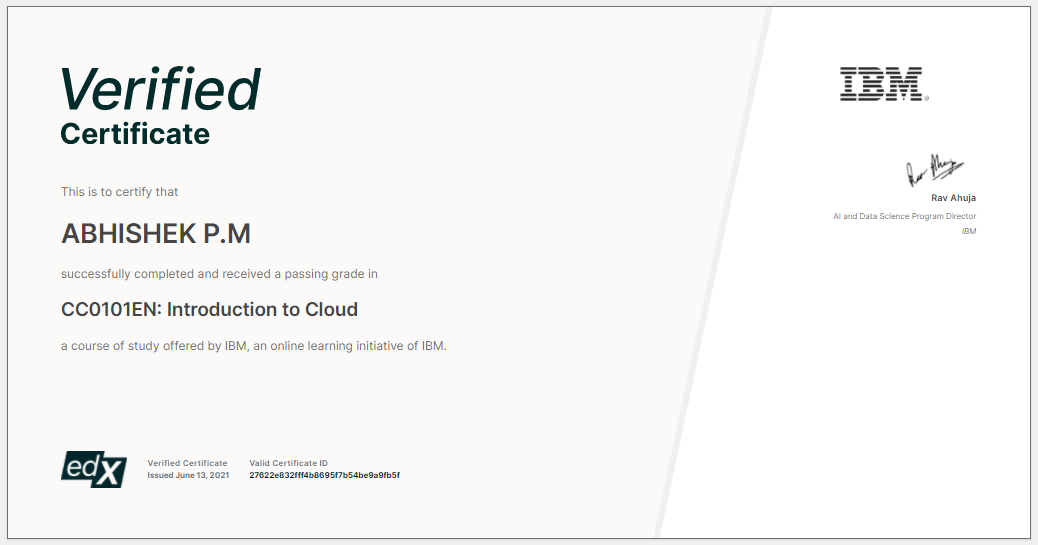 Verified
Certificate
This is to certify that
ABHISHEK P.M
successfully completed and received a passing grade in
CC0101EN: Introduction to Cloud
a course of study offered by IBM, an online learning initiative of IBM.
edX
Verified Certificate
Issued June 13, 2021
Valid Certificate ID
27622e832fff4b8695f7b54be9a9fb5f
IBM®
Rav Ahuja
Rav Ahuja
AI and Data Science Program Director
IBM